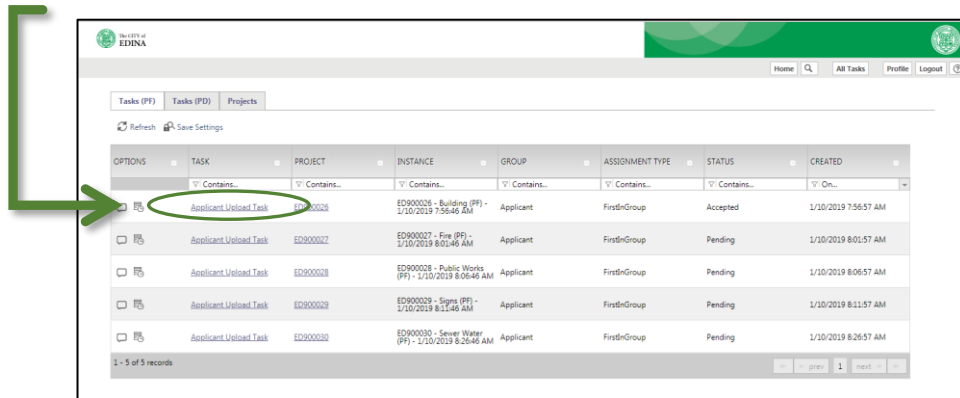 The CITY of
EDINA
Home All Tasks Profile Logout
Tasks (PF) Tasks (PD) Projects
Refresh Save Settings
OPTIONS TASK PROJECT INSTANCE GROUP ASSIGNMENT TYPE STATUS CREATED
Contains... Contains... Contains... Contains... Contains... Contains... On...
Applicant Upload Task ED900026 ED900026 - Building (PF) - 1/10/2019 7:56:46 AM Applicant FirstInGroup Accepted 1/10/2019 7:56:57 AM
Applicant Upload Task ED900027 ED900027 - Fire (PF) - 1/10/2019 8:01:46 AM Applicant FirstInGroup Pending 1/10/2019 8:01:57 AM
Applicant Upload Task ED900028 ED900028 - Public Works (PF) - 1/10/2019 8:06:46 AM Applicant FirstInGroup Pending 1/10/2019 8:06:57 AM
Applicant Upload Task ED900029 ED900029 - Signs (PF) - 1/10/2019 8:11:46 AM Applicant FirstInGroup Pending 1/10/2019 8:11:57 AM
Applicant Upload Task ED900030 ED900030 - Sewer Water (PF) - 1/10/2019 8:26:46 AM Applicant FirstInGroup Pending 1/10/2019 8:26:57 AM
1 - 5 of 5 records prev 1 next